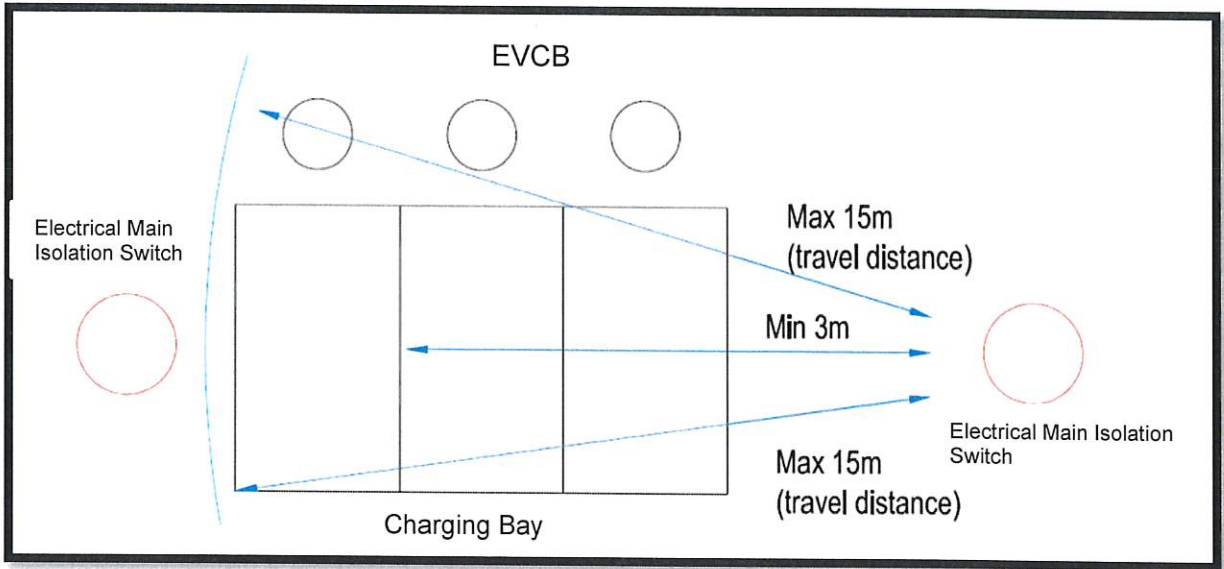 EVCB
Electrical Main
Isolation Switch
Max 15m
(travel distance)
Min 3m
Electrical Main Isolation
Switch
Max 15m
(travel distance)
Charging Bay